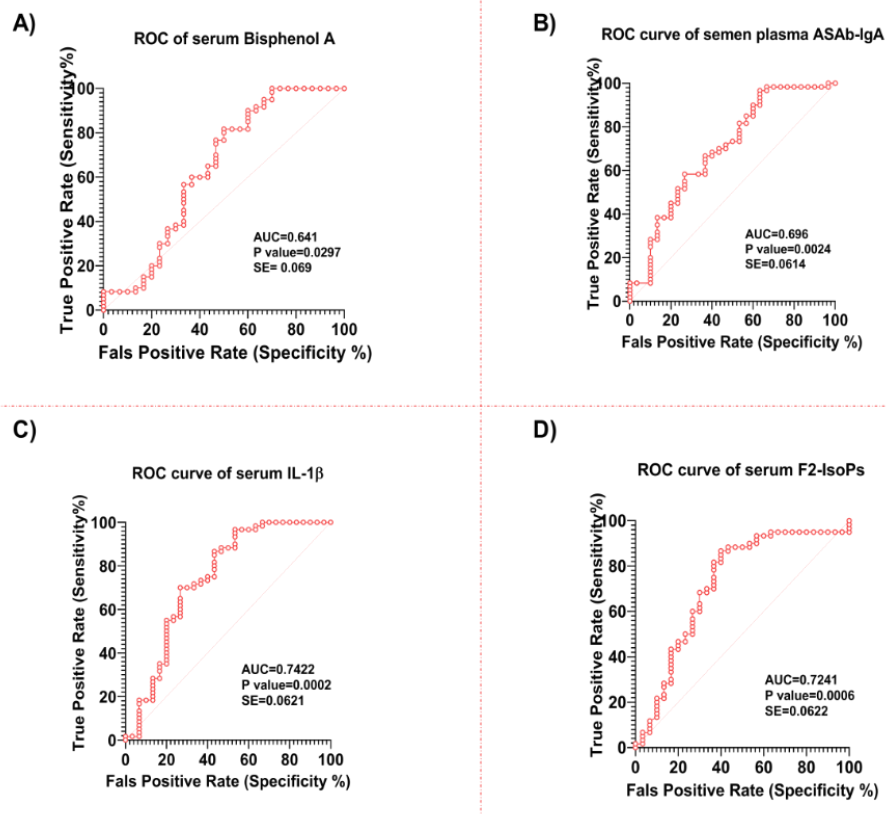 A)
ROC of serum Bisphenol A
True Positive Rate (Sensitivity%)
100
80
60
40
20
0
0 20 40 60 80 100
AUC=0.641
P value=0.0297
SE= 0.069
Fals Positive Rate (Specificity %)
B)
ROC curve of semen plasma ASAb-IgA
True Positive Rate (Sensitivity%)
100
80
60
40
20
0
0 20 40 60 80 100
AUC=0.696
P value=0.0024
SE=0.0614
Fals Positive Rate (Specificity %)
C)
ROC curve of serum IL-1β
True Positive Rate (Sensitivity%)
100
80
60
40
20
0
0 20 40 60 80 100
AUC=0.7422
P value=0.0002
SE=0.0621
Fals Positive Rate (Specificity %)
D)
ROC curve of serum F2-IsoPs
True Positive Rate (Sensitivity%)
100
80
60
40
20
0
0 20 40 60 80 100
AUC=0.7241
P value=0.0006
SE=0.0622
Fals Positive Rate (Specificity %)